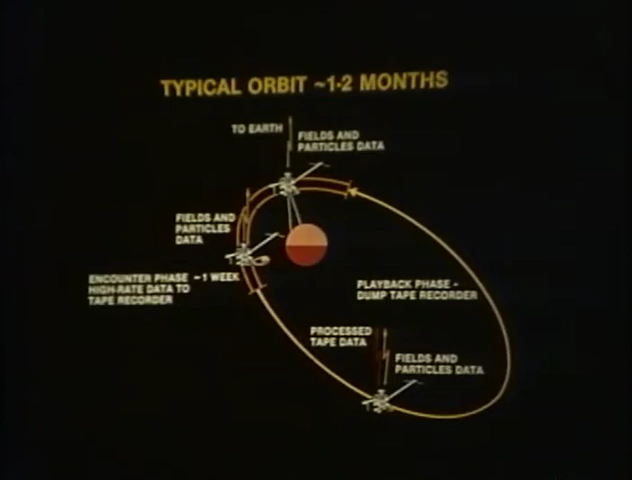 TYPICAL ORBIT ~1-2 MONTHS
TO EARTH
FIELDS AND
PARTICLES DATA
FIELDS AND
PARTICLES
DATA
ENCOUNTER PHASE ~1 WEEK
HIGH-RATE DATA TO
TAPE RECORDER
PLAYBACK PHASE -
DUMP TAPE RECORDER
PROCESSED
TAPE DATA
FIELDS AND
PARTICLES DATA